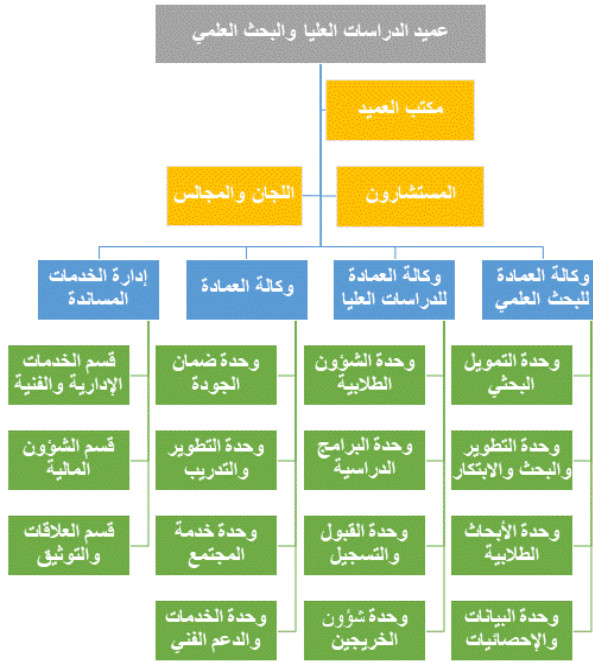 عميد الدراسات العليا والبحث العلمي
مكتب العميد
المستشارون
اللجان والمجالس
وكالة العمادة
للبحث العلمي
وكالة العمادة
للدراسات العليا
وكالة العمادة
إدارة الخدمات
المساندة
وحدة التمويل
البحثي
وحدة الشؤون
الطلابية
وحدة ضمان
الجودة
قسم الخدمات
الإدارية والفنية
وحدة التطوير
والبحث والابتكار
وحدة البرامج
الدراسية
وحدة التطوير
والتدريب
قسم الشؤون
المالية
وحدة الأبحاث
الطلابية
وحدة القبول
والتسجيل
وحدة خدمة
المجتمع
قسم العلاقات
والتوثيق
وحدة البيانات
والإحصائيات
وحدة شؤون
الخريجين
وحدة الخدمات
والدعم الفني